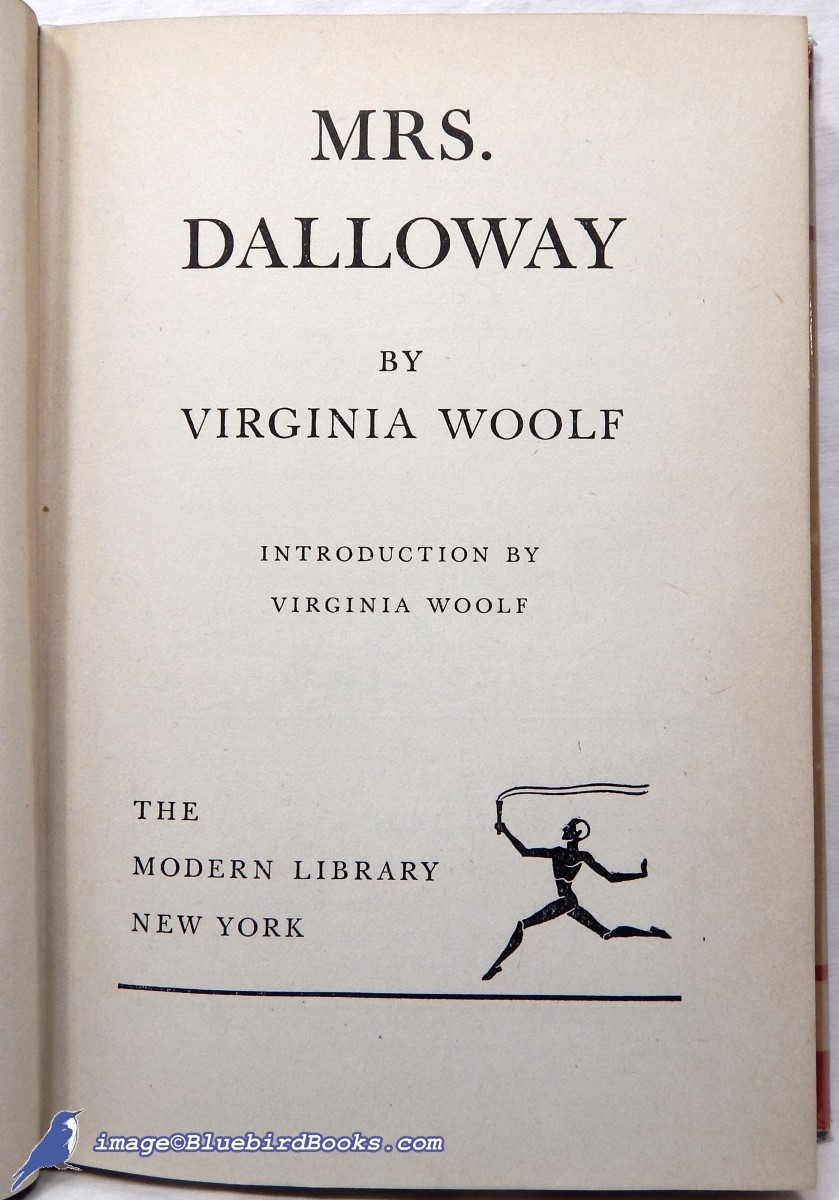 MRS.
DALLOWAY
BY
VIRGINIA WOOLF
INTRODUCTION BY
VIRGINIA WOOLF
THE
MODERN LIBRARY
NEW YORK
image©BluebirdBooks.com